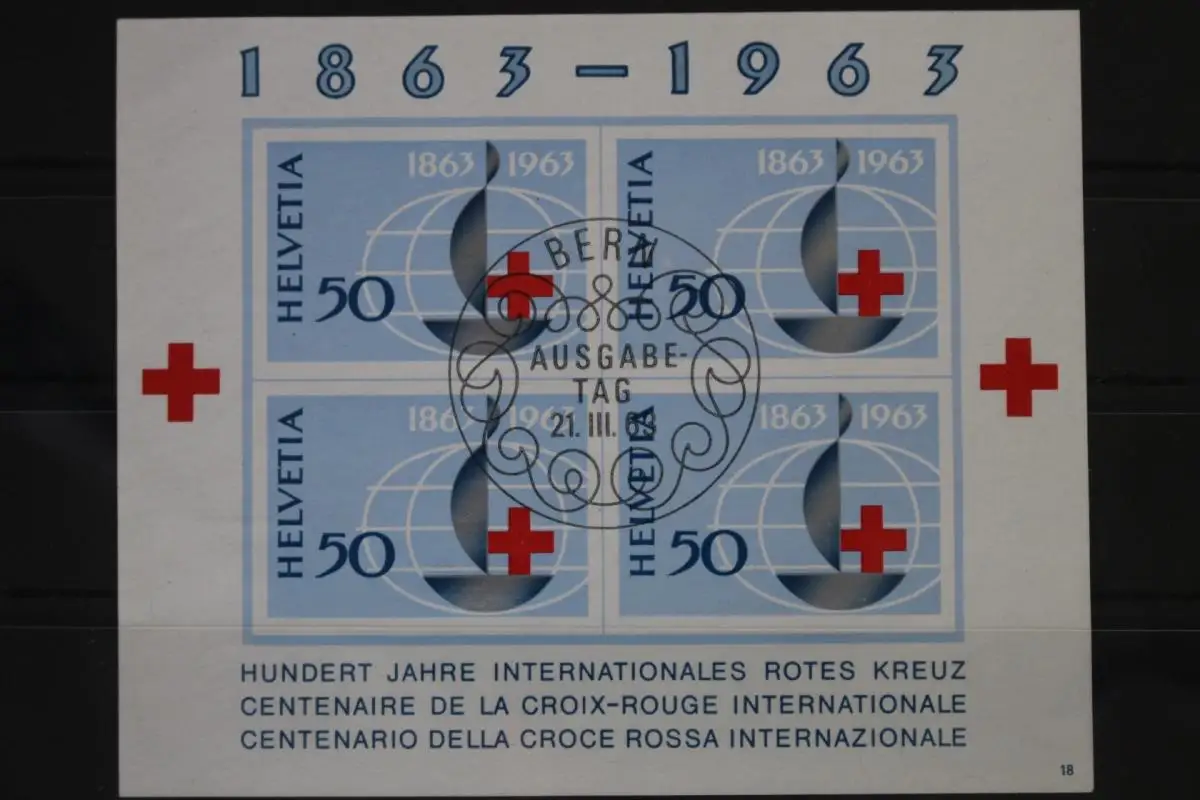 1863–1963
HELVETIA
1863 1963
50
HELVETIA
1863 1963
50
BERN
AUSGABE-
TAG
21. III. 63
HELVETIA
1863 1963
50
HELVETIA
1863 1963
50
HUNDERT JAHRE INTERNATIONALES ROTES KREUZ
CENTENAIRE DE LA CROIX-ROUGE INTERNATIONALE
CENTENARIO DELLA CROCE ROSSA INTERNAZIONALE
18